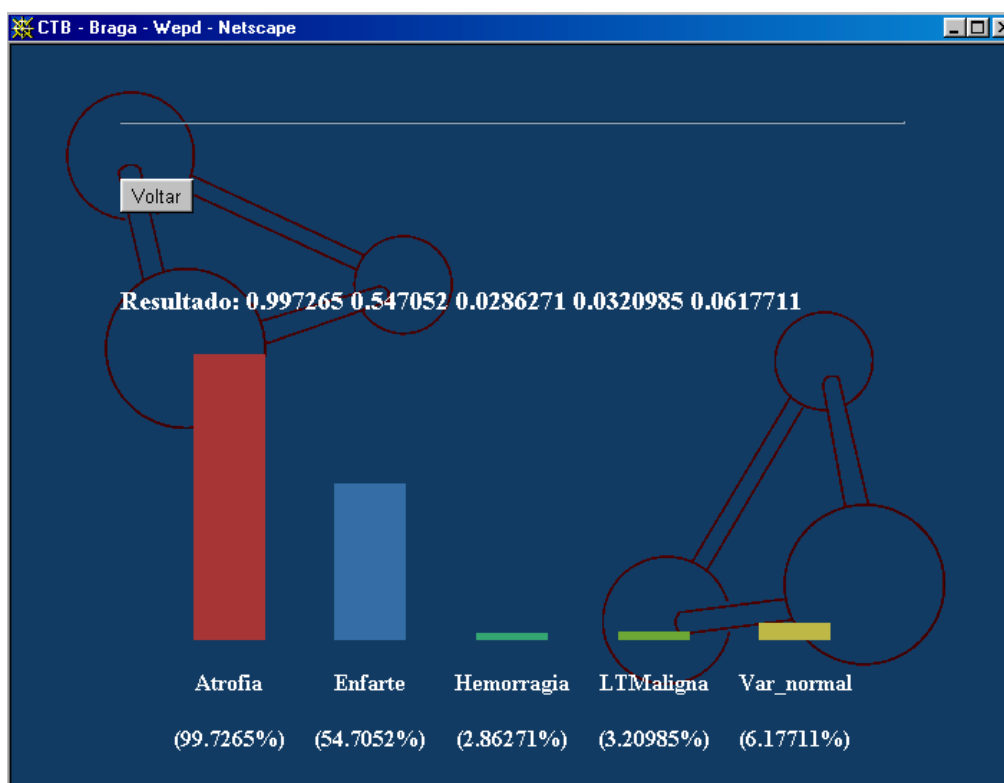 CTB - Braga - Wepd - Netscape
Voltar
Resultado: 0.997265 0.547052 0.0286271 0.0320985 0.0617711
Atrofia Enfarte Hemorragia LTMaligna Var_normal
(99.7265%) (54.7052%) (2.86271%) (3.20985%) (6.17711%)